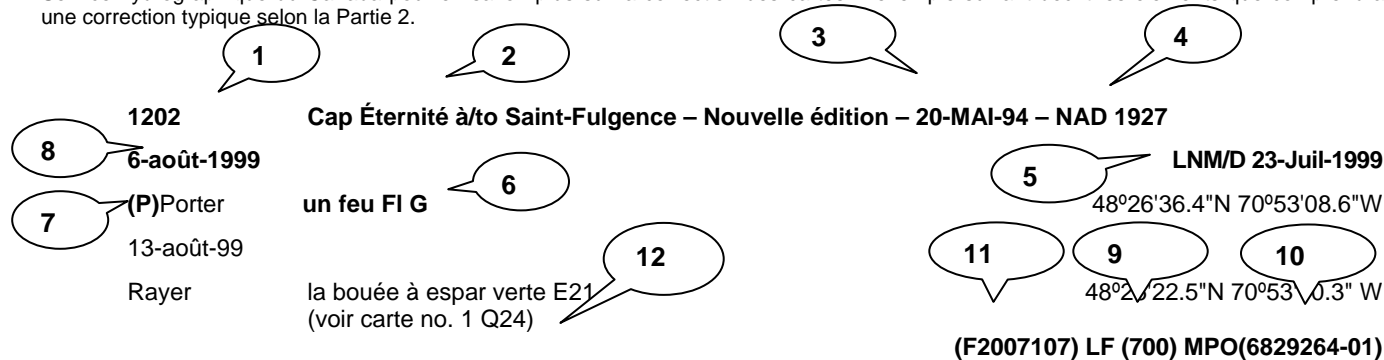 une correction typique selon la Partie 2.
1 2 3 4
1202 Cap Éternité à/to Saint-Fulgence – Nouvelle édition – 20-MAI-94 – NAD 1927
8 6-août-1999 5 LNM/D 23-Juil-1999
7 (P)Porter un feu Fl G 6 48º26'36.4"N 70º53'08.6"W
13-août-99 12 11 9 10
Rayer la bouée à espar verte E21 22.5"N W
(voir carte no. 1 Q24)
(F2007107) LF (700) MPO(6829264-01)